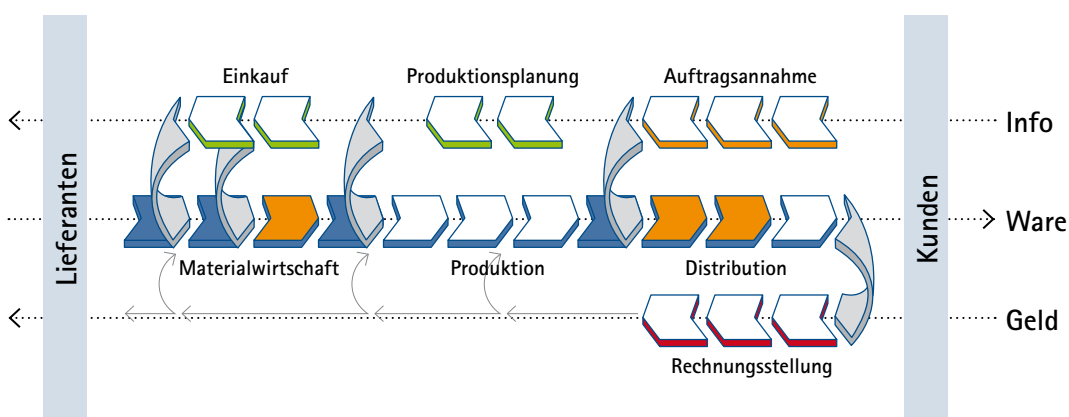 Einkauf
Produktionsplanung
Auftragsannahme
Info
Lieferanten
Kunden
Ware
Materialwirtschaft
Produktion
Distribution
Geld
Rechnungsstellung